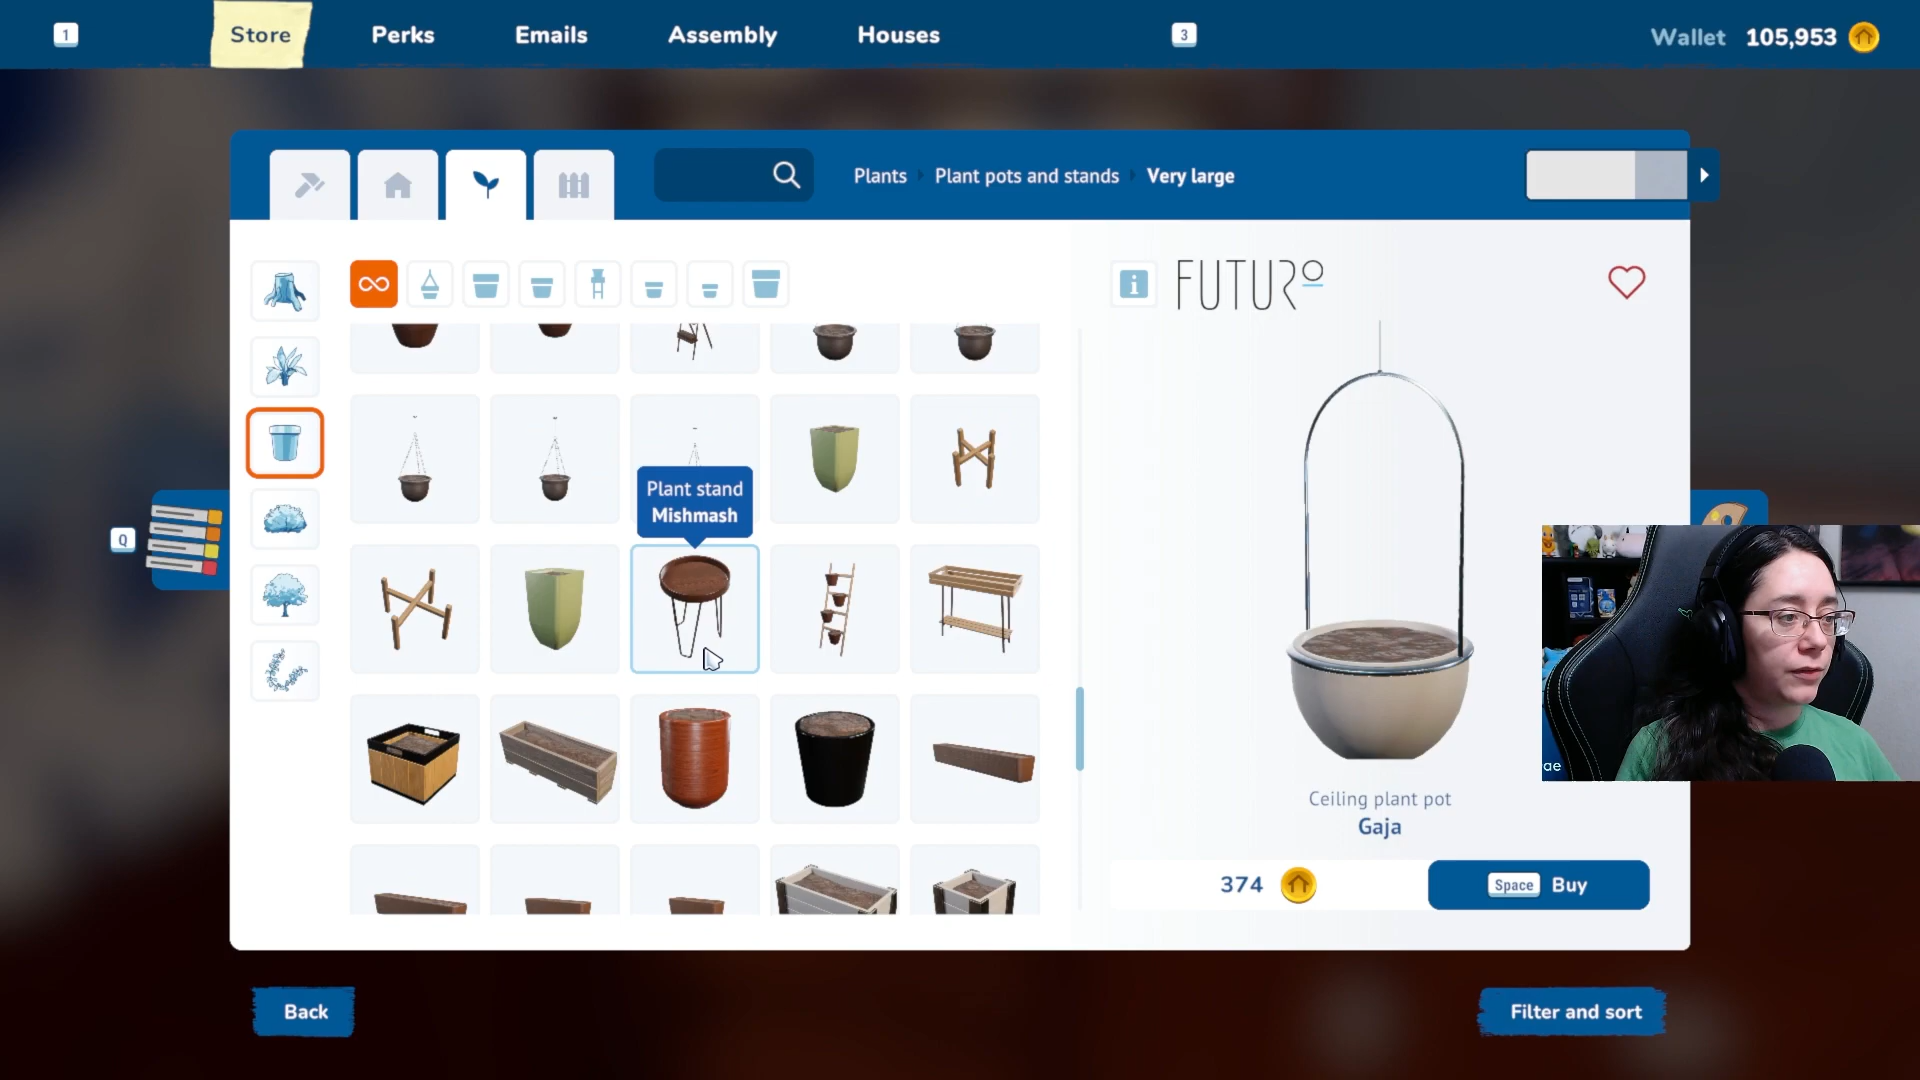 1
Store
Perks
Emails
Assembly
Houses
3
Wallet 105,953
Plants
Plant pots and stands
Very large
FUTURO
Plant stand
Mishmash
Q
ae
Ceiling plant pot
Gaja
374
Space Buy
Back
Filter and sort